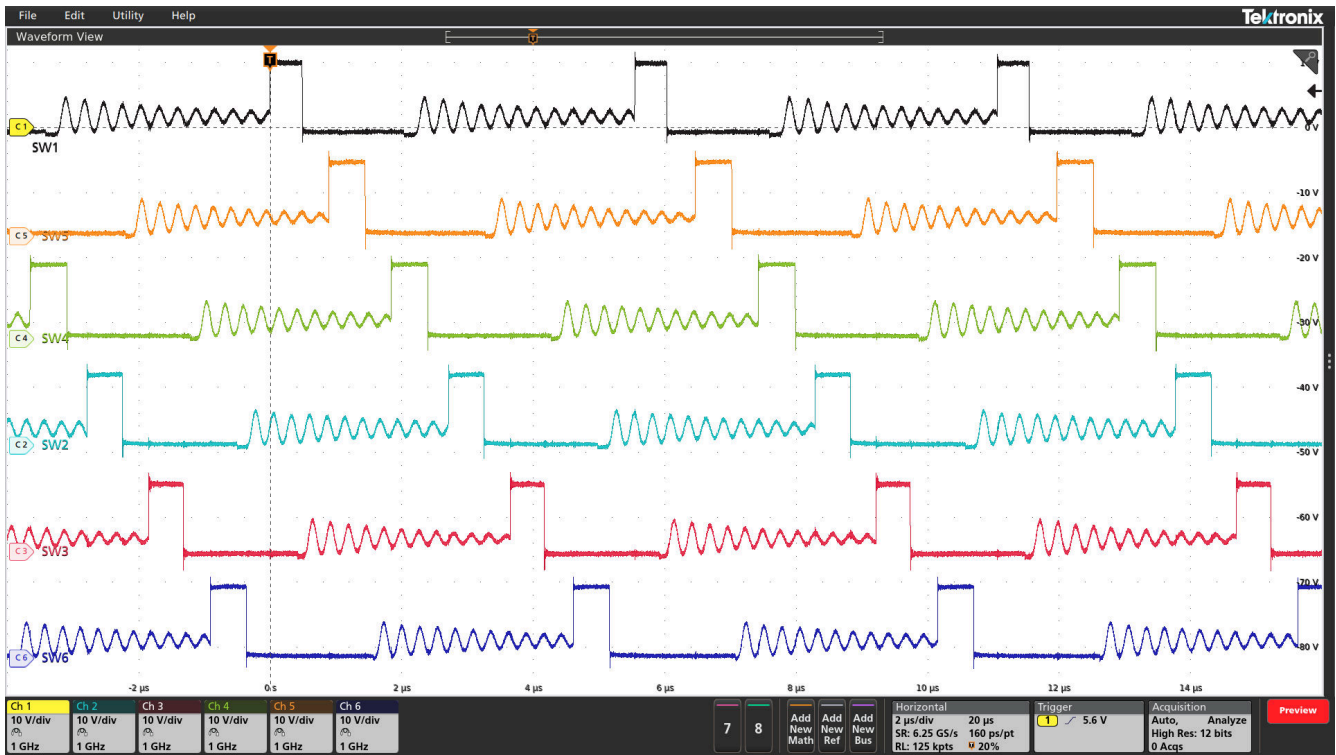 File Edit Utility Help
Tektronix
Waveform View
T
T
C 1
SW1
0 V
-10 V
C 5
SW5
-20 V
-30 V
C 4
SW4
-40 V
C 2
SW2
-50 V
-60 V
C 3
SW3
-70 V
C 6
SW6
-80 V
-2 µs 0 s 2 µs 4 µs 6 µs 8 µs 10 µs 12 µs 14 µs
Ch 1
10 V/div
1 GHz
Ch 2
10 V/div
1 GHz
Ch 3
10 V/div
1 GHz
Ch 4
10 V/div
1 GHz
Ch 5
10 V/div
1 GHz
Ch 6
10 V/div
1 GHz
7
8
Add
New
Math
Add
New
Ref
Add
New
Bus
Horizontal
2 µs/div 20 µs
SR: 6.25 GS/s 160 ps/pt
RL: 125 kpts 20%
Trigger
1 5.6 V
Acquisition
Auto, Analyze
High Res: 12 bits
0 Acqs
Preview